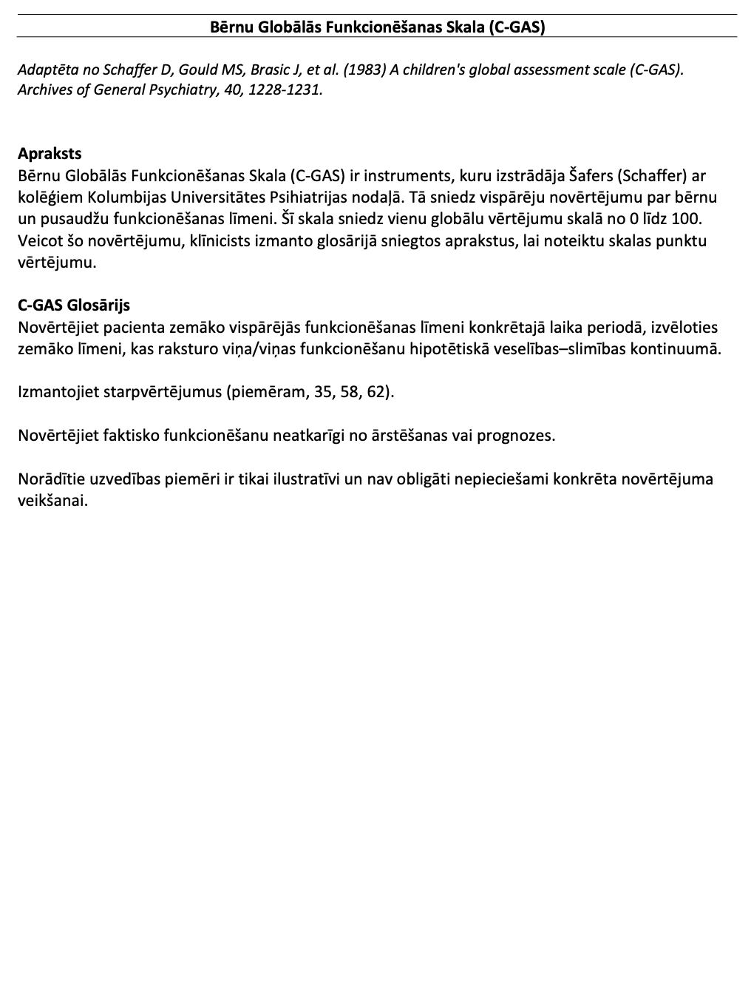 Bērnu Globālās Funkcionēšanas Skala (C-GAS)
Adaptēta no Schaffer D, Gould MS, Brasic J, et al. (1983) A children's global assessment scale (C-GAS).
Archives of General Psychiatry, 40, 1228-1231.
Apraksts
Bērnu Globālās Funkcionēšanas Skala (C-GAS) ir instruments, kuru izstrādāja Šafers (Schaffer) ar
kolēģiem Kolumbijas Universitātes Psihiatrijas nodaļā. Tā sniedz vispārēju novērtējumu par bērnu
un pusaudžu funkcionēšanas līmeni. Šī skala sniedz vienu globālu vērtējumu skalā no 0 līdz 100.
Veicot šo novērtējumu, klīnicists izmanto glosārijā sniegtos aprakstus, lai noteiktu skalas punktu
vērtējumu.
C-GAS Glosārijs
Novērtējiet pacienta zemāko vispārējās funkcionēšanas līmeni konkrētajā laika periodā, izvēloties
zemāko līmeni, kas raksturo viņa/viņas funkcionēšanu hipotētiskā veselības–slimības kontinuumā.
Izmantojiet starpvērtējumus (piemēram, 35, 58, 62).
Novērtējiet faktisko funkcionēšanu neatkarīgi no ārstēšanas vai prognozes.
Norādītie uzvedības piemēri ir tikai ilustratīvi un nav obligāti nepieciešami konkrēta novērtējuma
veikšanai.